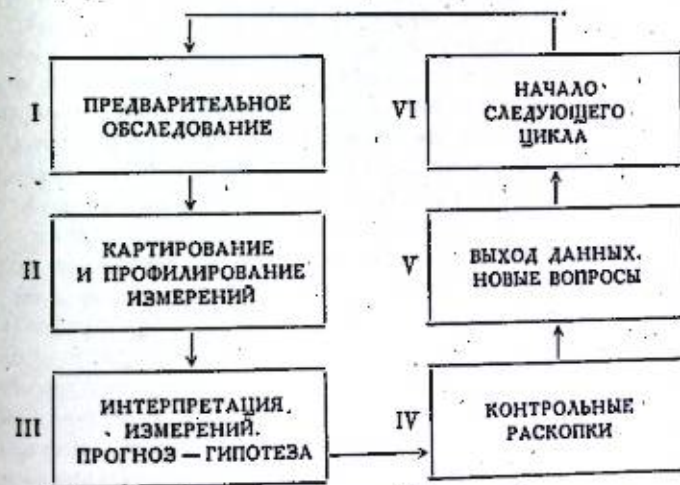 I
ПРЕДВАРИТЕЛЬНОЕ
ОБСЛЕДОВАНИЕ
II
КАРТИРОВАНИЕ
И ПРОФИЛИРОВАНИЕ
ИЗМЕРЕНИЙ
III
ИНТЕРПРЕТАЦИЯ
ИЗМЕРЕНИЙ.
ПРОГНОЗ — ГИПОТЕЗА
IV
КОНТРОЛЬНЫЕ
РАСКОПКИ
V
ВЫХОД ДАННЫХ.
НОВЫЕ ВОПРОСЫ
VI
НАЧАЛО
СЛЕДУЮЩЕГО
ЦИКЛА